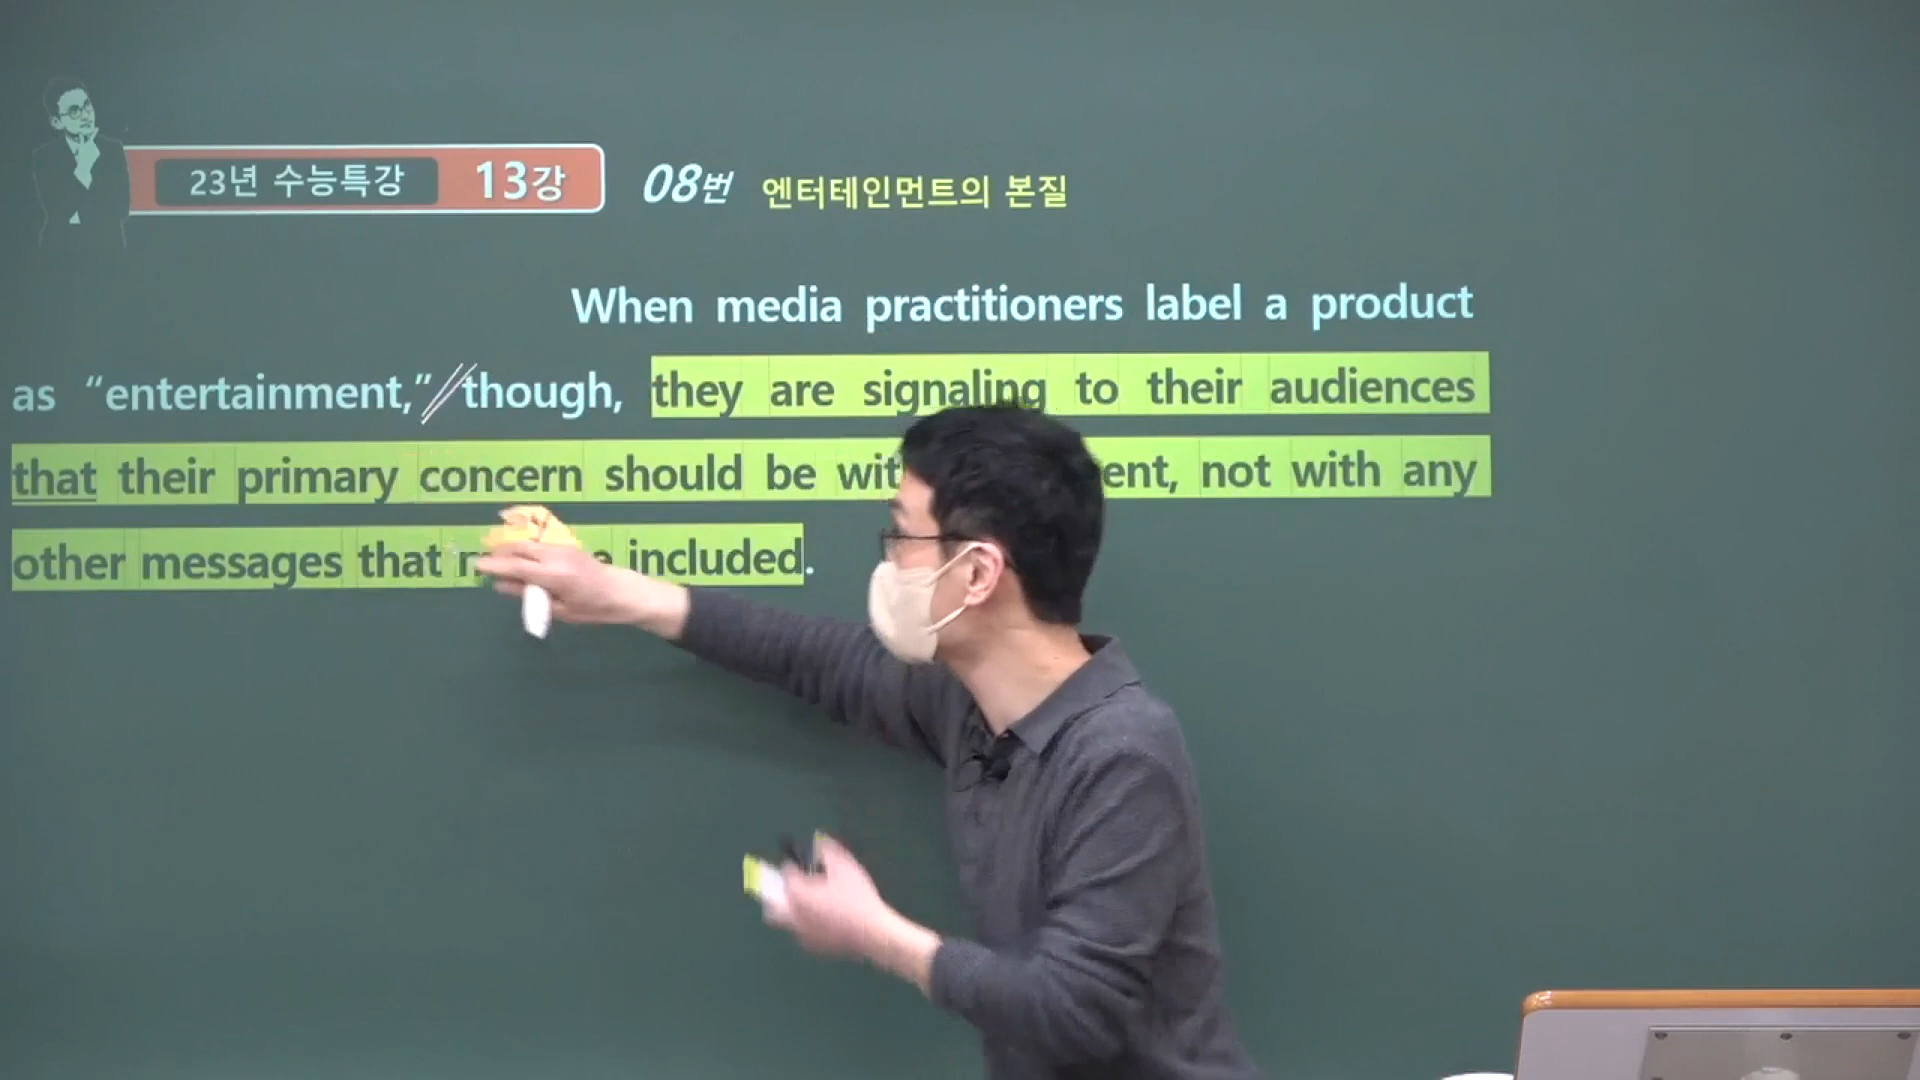 23년 수능특강 13강 08번 엔터테인먼트의 본질
When media practitioners label a product
as “entertainment,” though, they are signaling to their audiences
that their primary concern should be not with any
other messages that included.